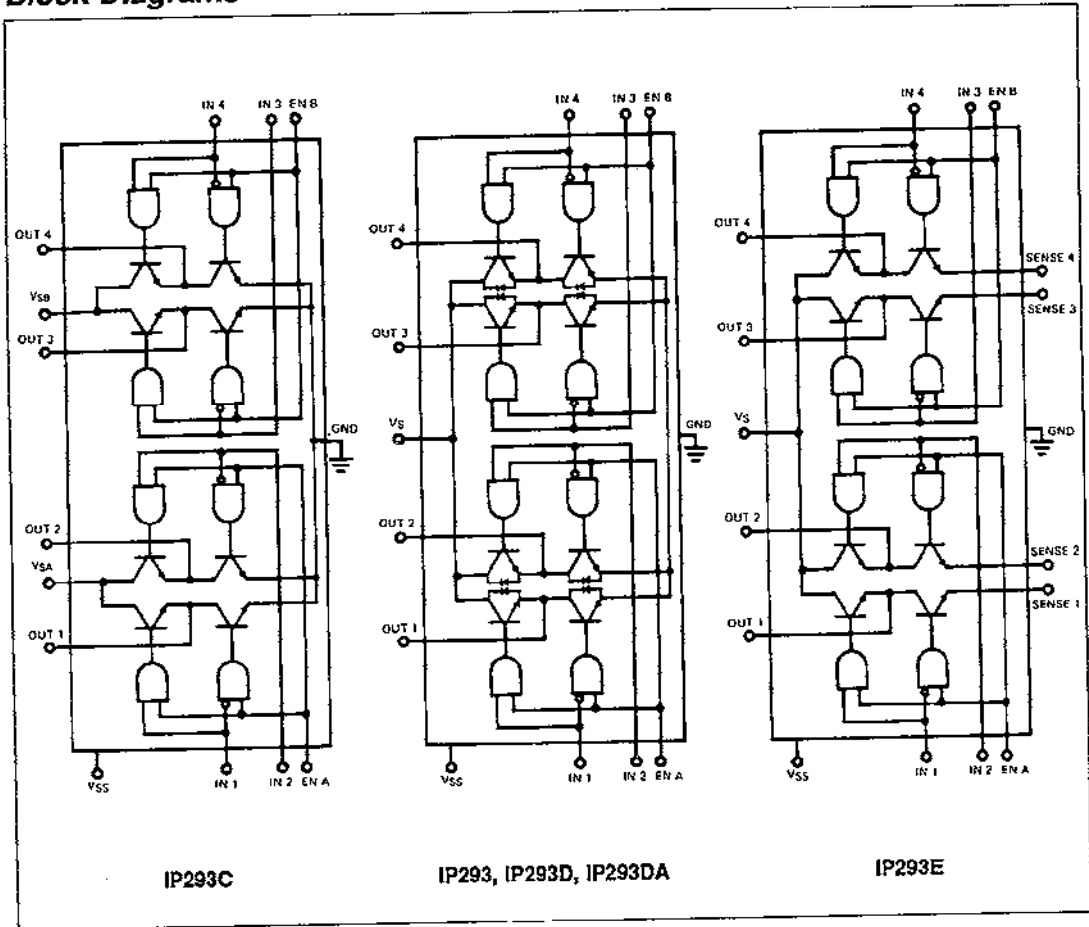 Block Diagrams
IN 4 IN 3 EN B
OUT 4
VSB
OUT 3
GND
OUT 2
VSA
OUT 1
VSS
IN 1 IN 2 EN A
IP293C
IN 4 IN 3 EN B
OUT 4
OUT 3
VS
GND
OUT 2
OUT 1
VSS
IN 1 IN 2 EN A
IP293, IP293D, IP293DA
IN 4 IN 3 EN B
OUT 4
SENSE 4
SENSE 3
OUT 3
VS
GND
OUT 2
SENSE 2
SENSE 1
OUT 1
VSS
IN 1 IN 2 EN A
IP293E